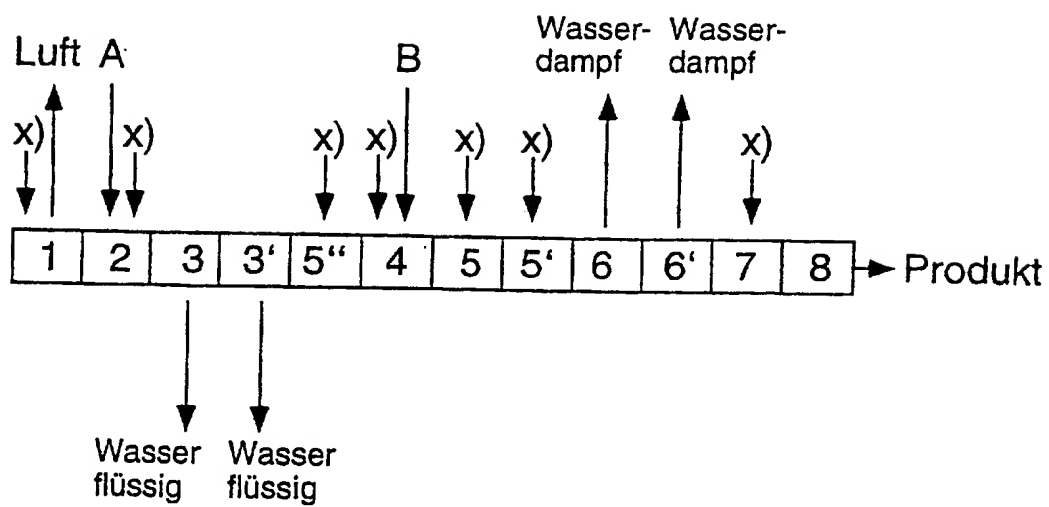 Wasser- Wasser-
dampf dampf
Luft A B
x) x) x) x) x) x) x)
1 2 3 3‘ 5“ 4 5 5‘ 6 6‘ 7 8 Produkt
Wasser Wasser
flüssig flüssig